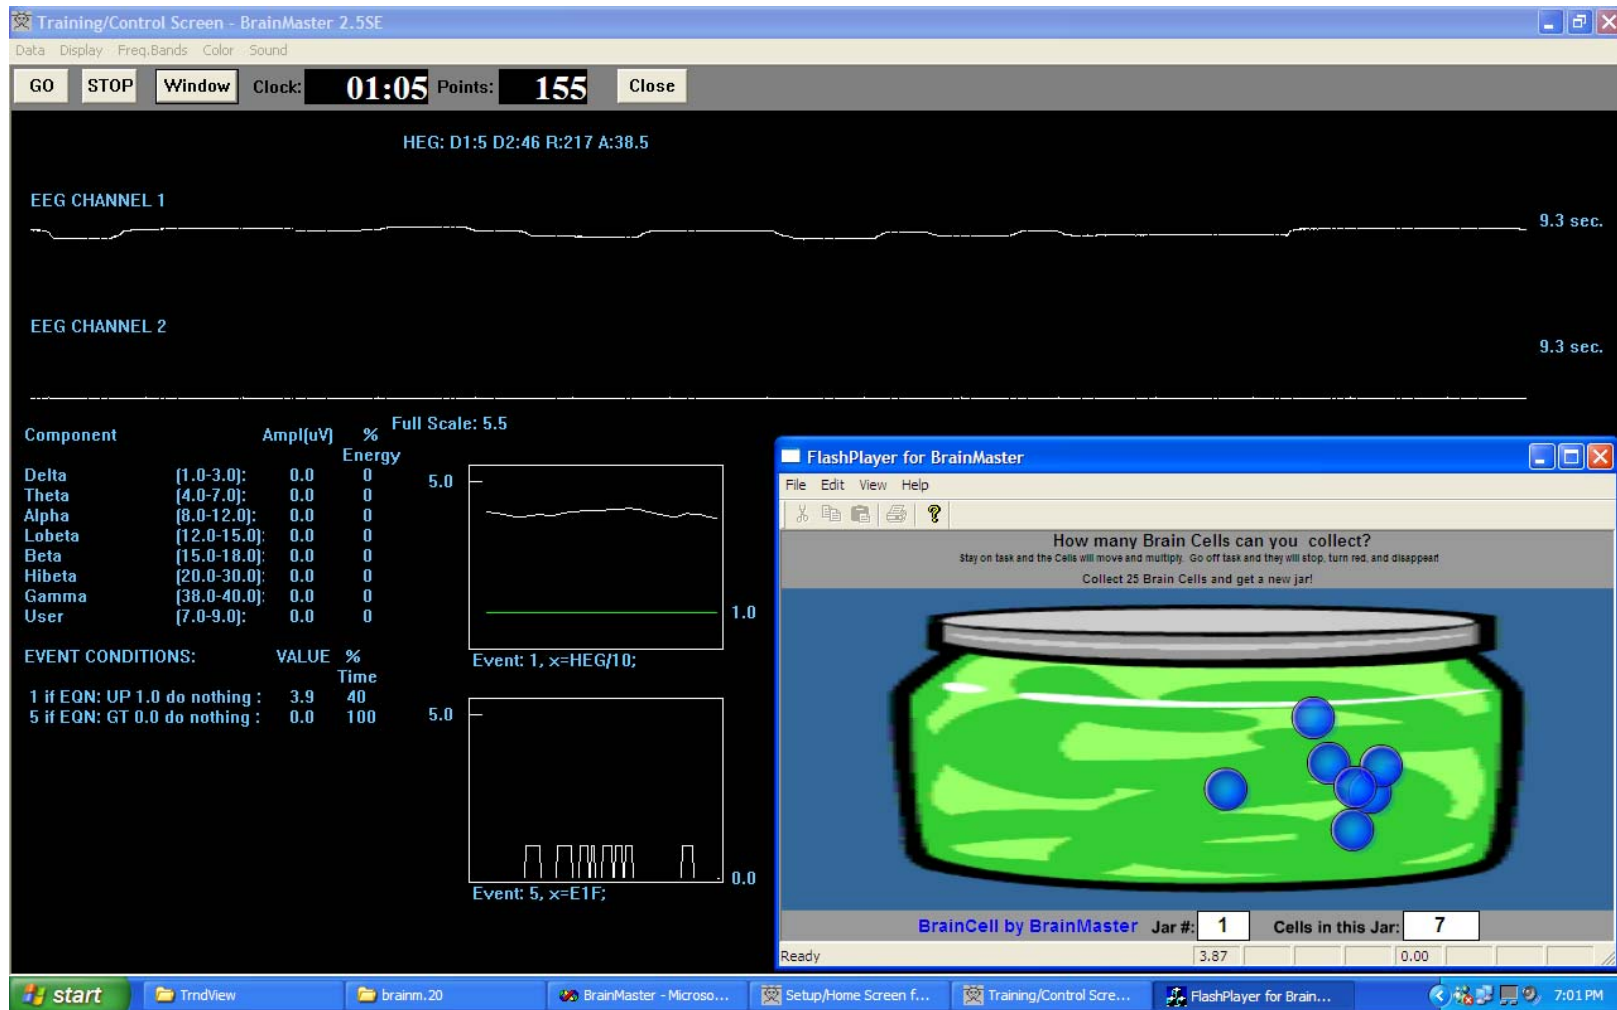 Training/Control Screen - BrainMaster 2.5SE
Data Display Freq.Bands Color Sound
GO STOP Window Clock: 01:05 Points: 155 Close
HEG: D1:5 D2:46 R:217 A:38.5
EEG CHANNEL 1
9.3 sec.
EEG CHANNEL 2
9.3 sec.
Full Scale: 5.5
Component Ampl(uV) % Energy
Delta (1.0-3.0): 0.0 0
Theta (4.0-7.0): 0.0 0
Alpha (8.0-12.0): 0.0 0
Lobeta (12.0-15.0): 0.0 0
Beta (15.0-18.0): 0.0 0
Hibeta (20.0-30.0): 0.0 0
Gamma (38.0-40.0): 0.0 0
User (7.0-9.0): 0.0 0
EVENT CONDITIONS: VALUE % Time
1 if EQN: UP 1.0 do nothing : 3.9 40
5 if EQN: GT 0.0 do nothing : 0.0 100
5.0
1.0
Event: 1, x=HEG/10;
5.0
0.0
Event: 5, x=E1F;
FlashPlayer for BrainMaster
File Edit View Help
How many Brain Cells can you collect?
Stay on task and the Cells will move and multiply. Go off task and they will stop, turn red, and disappear!
Collect 25 Brain Cells and get a new jar!
BrainCell by BrainMaster Jar #: 1 Cells in this Jar: 7
Ready 3.87 0.00
start TrndView brainm.20 BrainMaster - Microso... Setup/Home Screen f... Training/Control Scre... FlashPlayer for Brain... 7:01 PM